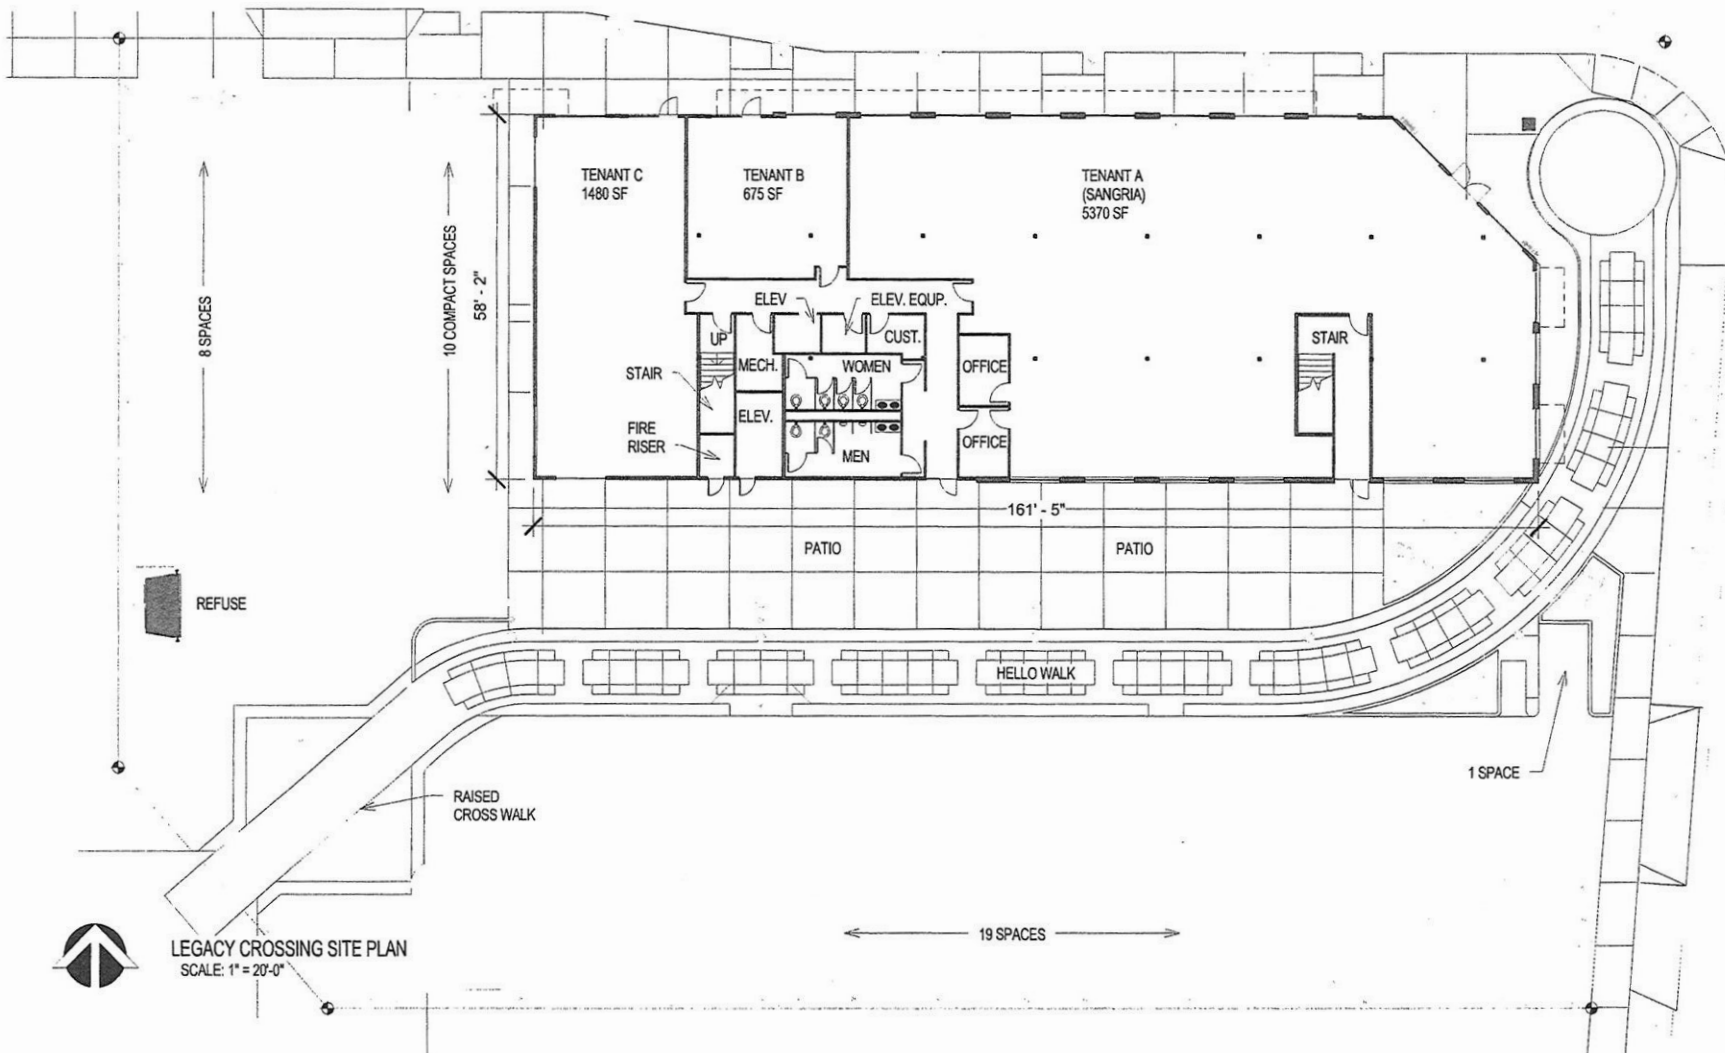 TENANT C
1480 SF
TENANT B
675 SF
TENANT A
(SANGRIA)
5370 SF
8 SPACES
10 COMPACT SPACES
58' - 2"
ELEV
ELEV. EQUP.
UP
CUST.
STAIR
MECH.
WOMEN
OFFICE
STAIR
ELEV.
FIRE
RISER
MEN
OFFICE
161' - 5"
PATIO
PATIO
REFUSE
HELLO WALK
1 SPACE
RAISED
CROSS WALK
19 SPACES
LEGACY CROSSING SITE PLAN
SCALE: 1" = 20'-0"